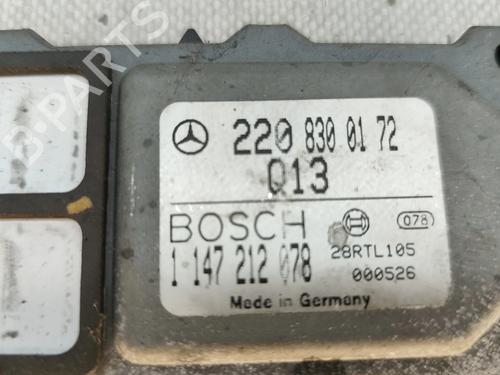 220 830 01 72
Q13
BOSCH 078
1 147 212 078 28RTL105
000526
Made in Germany
B-PARTS